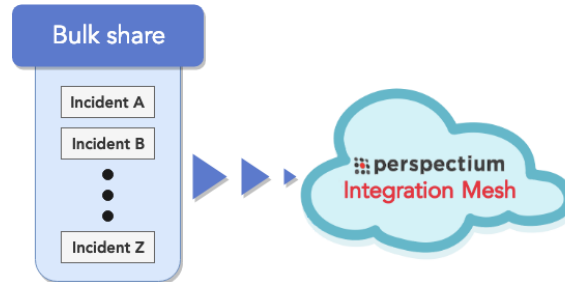 Bulk share
Incident A
Incident B
Incident Z
perspectium
Integration Mesh